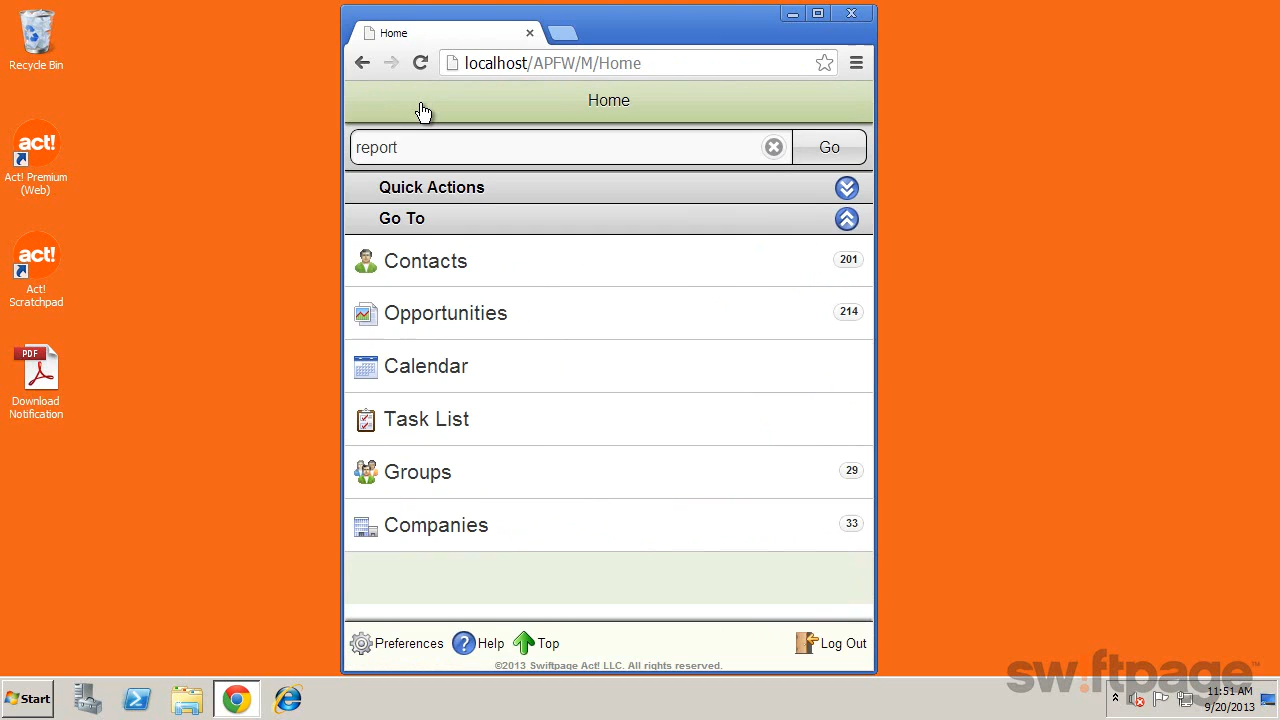 Recycle Bin
act!
Act! Premium
(Web)
act!
Act!
Scratchpad
PDF
Download
Notification
Home
localhost/APFW/M/Home
Home
report
Go
Quick Actions
Go To
Contacts
201
Opportunities
214
Calendar
Task List
Groups
29
Companies
33
Preferences
? Help
Top
Log Out
©2013 Swiftpage Act! LLC. All rights reserved.
sw!ftpage™
Start
11:51 AM
9/20/2013